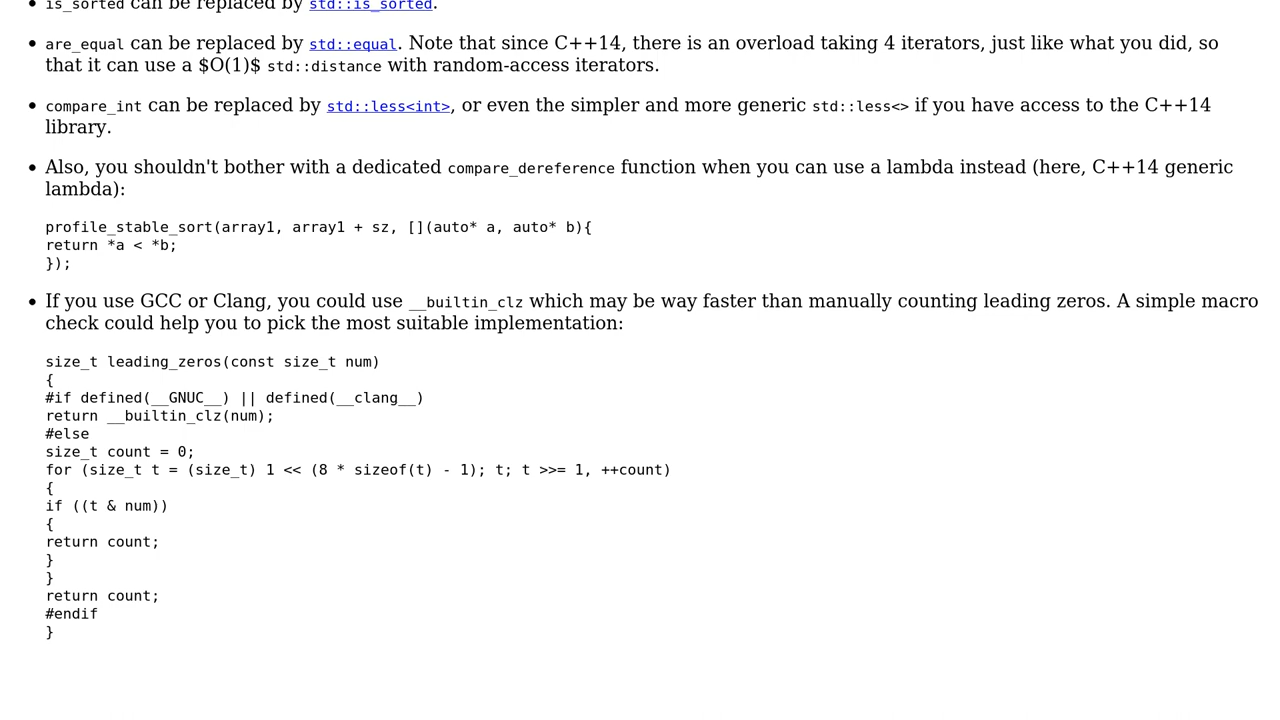 is_sorted can be replaced by std::is_sorted.
are_equal can be replaced by std::equal. Note that since C++14, there is an overload taking 4 iterators, just like what you did, so
that it can use a $O(1)$ std::distance with random-access iterators.
compare_int can be replaced by std::less<int>, or even the simpler and more generic std::less<> if you have access to the C++14
library.
Also, you shouldn't bother with a dedicated compare_dereference function when you can use a lambda instead (here, C++14 generic
lambda):
profile_stable_sort(array1, array1 + sz, [](auto* a, auto* b){
return *a < *b;
});
If you use GCC or Clang, you could use __builtin_clz which may be way faster than manually counting leading zeros. A simple macro
check could help you to pick the most suitable implementation:
size_t leading_zeros(const size_t num)
{
#if defined(__GNUC__) || defined(__clang__)
return __builtin_clz(num);
#else
size_t count = 0;
for (size_t t = (size_t) 1 << (8 * sizeof(t) - 1); t; t >>= 1, ++count)
{
if ((t & num))
{
return count;
}
}
return count;
#endif
}